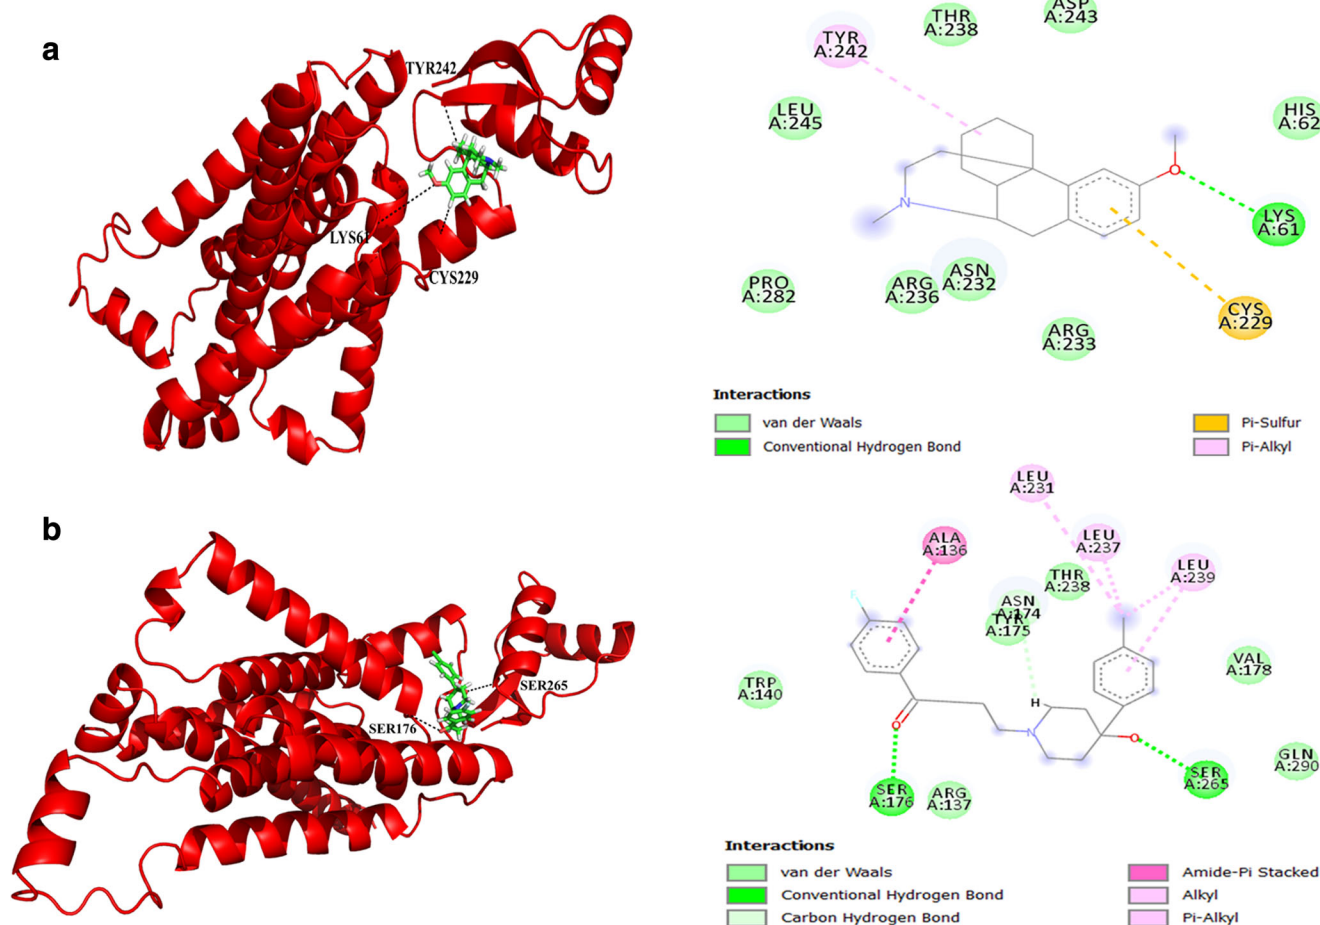 a
TYR242
LYS61
CYS229
ASP
A:243
THR
A:238
TYR
A:242
LEU
A:245
HIS
A:62
LYS
A:61
PRO
A:282
ARG
A:236
ASN
A:232
CYS
A:229
ARG
A:233
N
O
Interactions
van der Waals
Conventional Hydrogen Bond
Pi-Sulfur
Pi-Alkyl
b
SER265
SER176
LEU
A:231
ALA
A:136
LEU
A:237
THR
A:238
LEU
A:239
ASN
A:174
TYR
A:175
F
TRP
A:140
VAL
A:178
H
O
N
O
SER
A:176
ARG
A:137
SER
A:265
GLN
A:290
Interactions
van der Waals
Conventional Hydrogen Bond
Carbon Hydrogen Bond
Amide-Pi Stacked
Alkyl
Pi-Alkyl